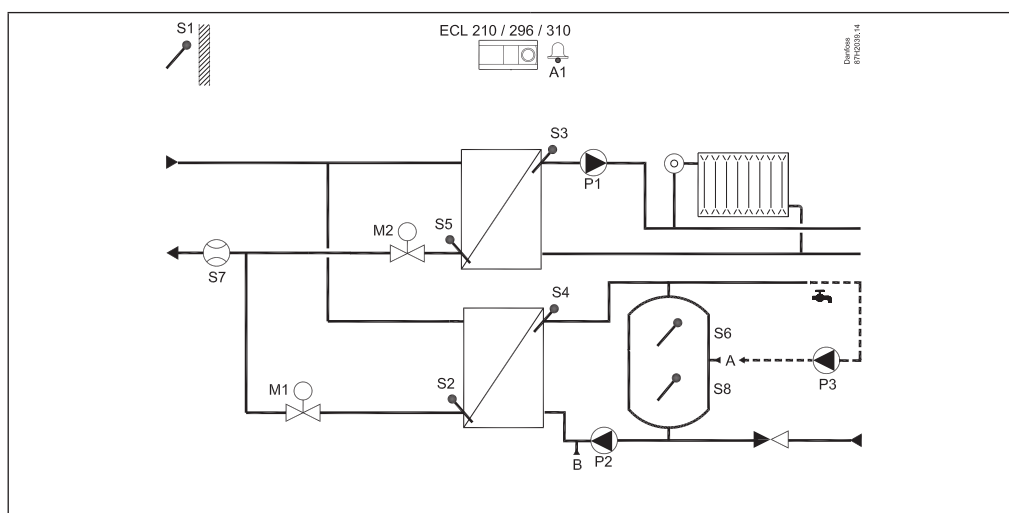 S1
ECL 210 / 296 / 310
A1
Danfoss
87H2039.14
S3
P1
M2
S5
S7
S4
S6
A
P3
M1
S2
S8
B
P2